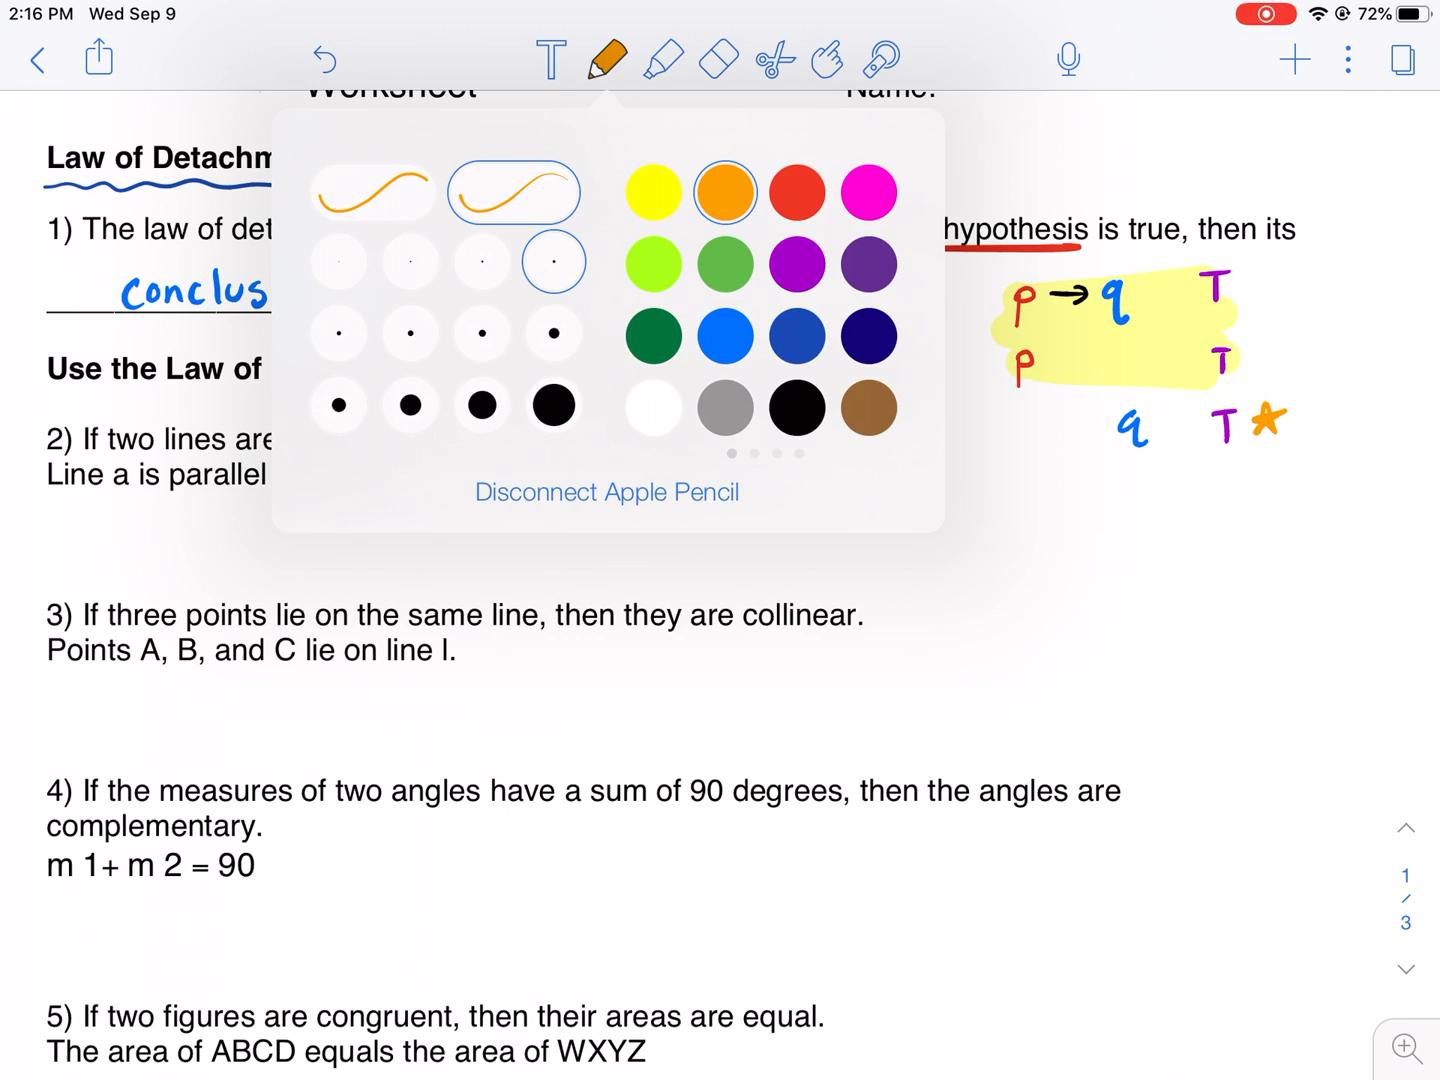 2:16 PM Wed Sep 9 72%
T
Worksheet Name:
Law of Detachm
1) The law of det hypothesis is true, then its
conclus
p → q T
p T
Use the Law of
q T
2) If two lines are
Line a is parallel
Disconnect Apple Pencil
3) If three points lie on the same line, then they are collinear.
Points A, B, and C lie on line l.
4) If the measures of two angles have a sum of 90 degrees, then the angles are
complementary.
m 1+ m 2 = 90
1
/
3
5) If two figures are congruent, then their areas are equal.
The area of ABCD equals the area of WXYZ